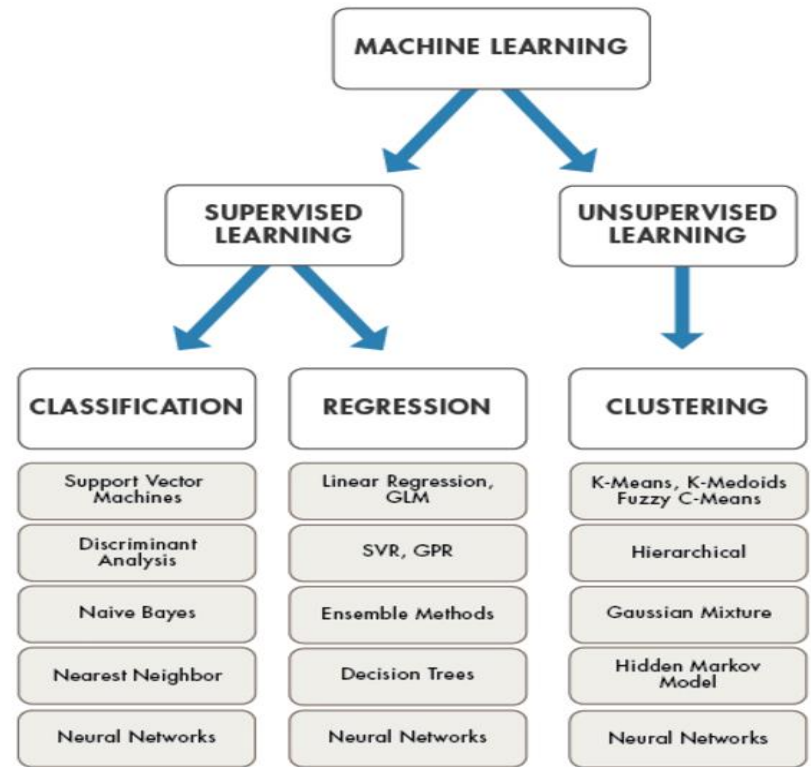 MACHINE LEARNING
SUPERVISED
LEARNING
UNSUPERVISED
LEARNING
CLASSIFICATION
Support Vector
Machines
Discriminant
Analysis
Naive Bayes
Nearest Neighbor
Neural Networks
REGRESSION
Linear Regression,
GLM
SVR, GPR
Ensemble Methods
Decision Trees
Neural Networks
CLUSTERING
K-Means, K-Medoids
Fuzzy C-Means
Hierarchical
Gaussian Mixture
Hidden Markov
Model
Neural Networks